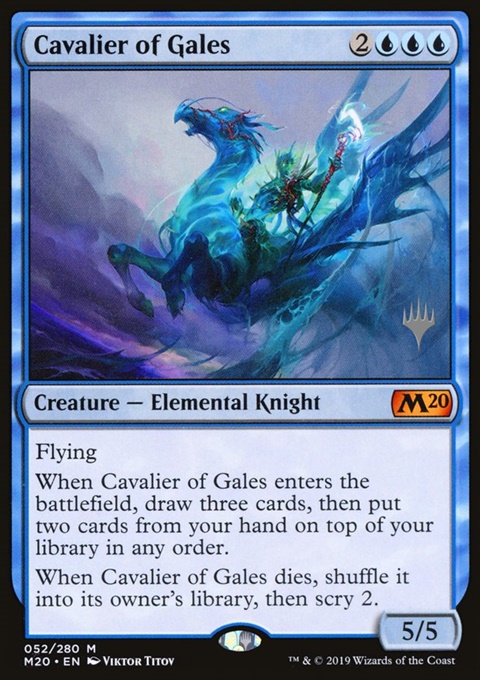 Cavalier of Gales 2
Creature — Elemental Knight M20
Flying
When Cavalier of Gales enters the
battlefield, draw three cards, then put
two cards from your hand on top of your
library in any order.
When Cavalier of Gales dies, shuffle it
into its owner's library, then scry 2.
5/5
052/280 M
M20 • EN Viktor Titov
™ & © 2019 Wizards of the Coast